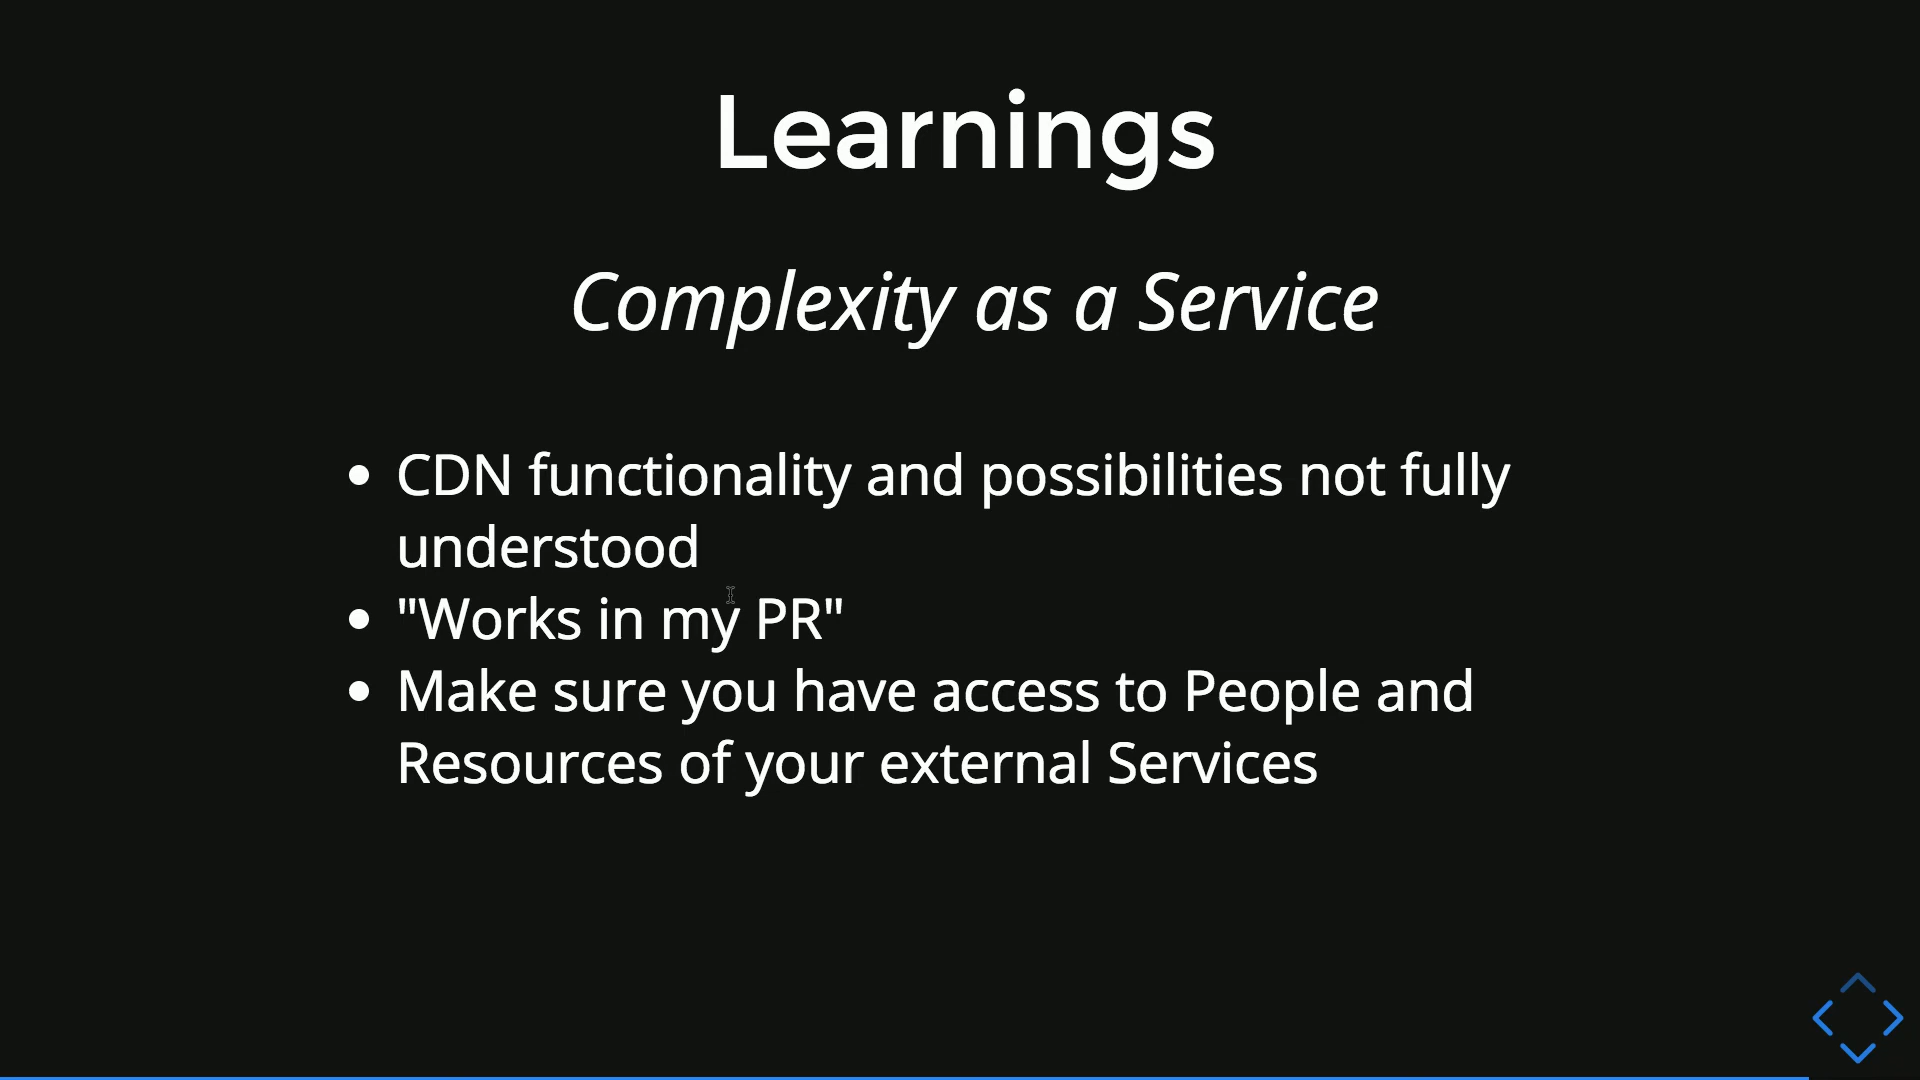 Learnings
Complexity as a Service
• CDN functionality and possibilities not fully
understood
• "Works in my PR"
• Make sure you have access to People and
Resources of your external Services